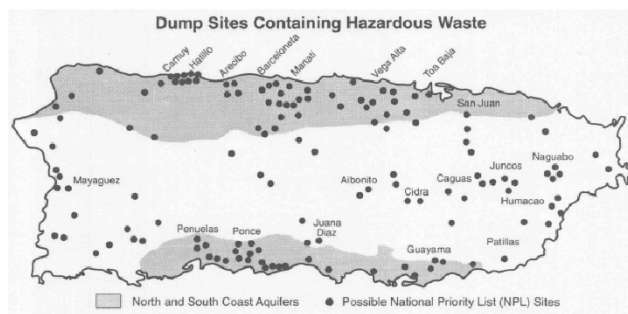 Dump Sites Containing Hazardous Waste
Camuy
Hatillo
Arecibo
Barceloneta
Manati
Vega Alta
Toa Baja
San Juan
Mayaguez
Aibonito
Cidra
Caguas
Juncos
Naguabo
Humacao
Penuelas
Ponce
Juana
Diaz
Guayama
Patillas
North and South Coast Aquifers
Possible National Priority List (NPL) Sites